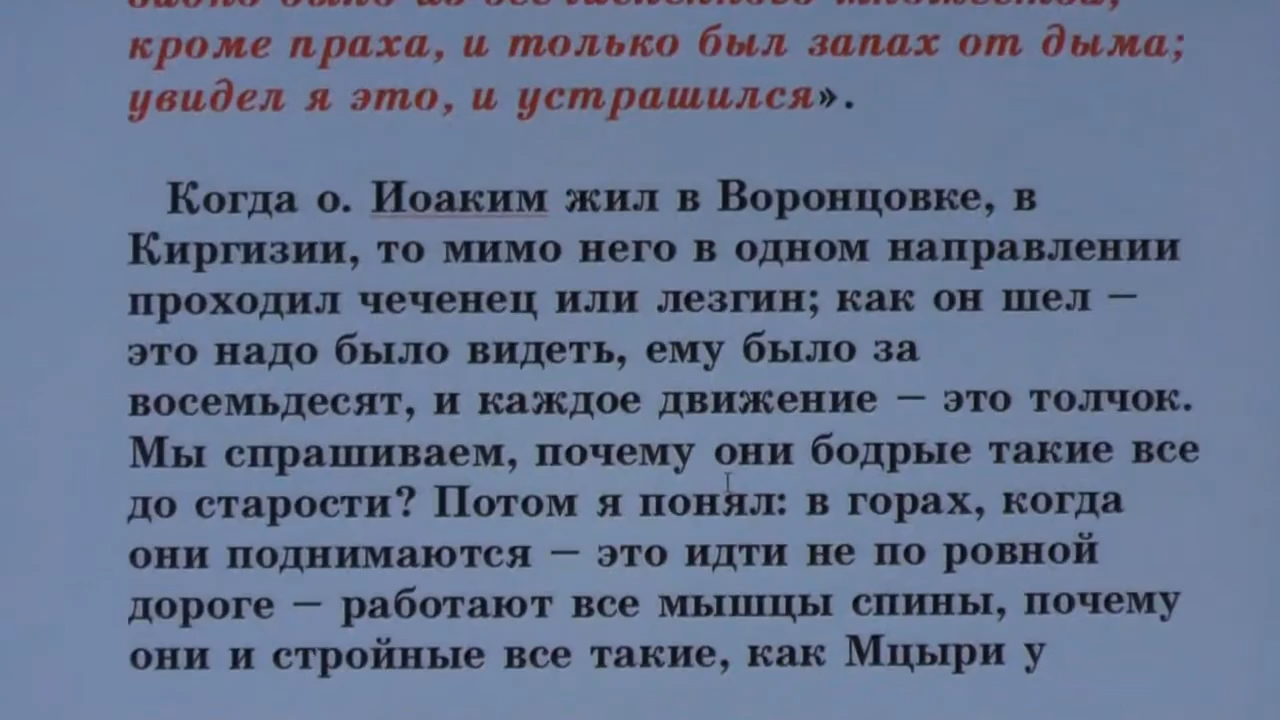 кроме праха, и только был запах от дыма;
увидел я это, и устрашился».
Когда о. Иоаким жил в Воронцовке, в
Киргизии, то мимо него в одном направлении
проходил чеченец или лезгин; как он шел –
это надо было видеть, ему было за
восемьдесят, и каждое движение – это толчок.
Мы спрашиваем, почему они бодрые такие все
до старости? Потом я понял: в горах, когда
они поднимаются – это идти не по ровной
дороге – работают все мышцы спины, почему
они и стройные все такие, как Мцыри у